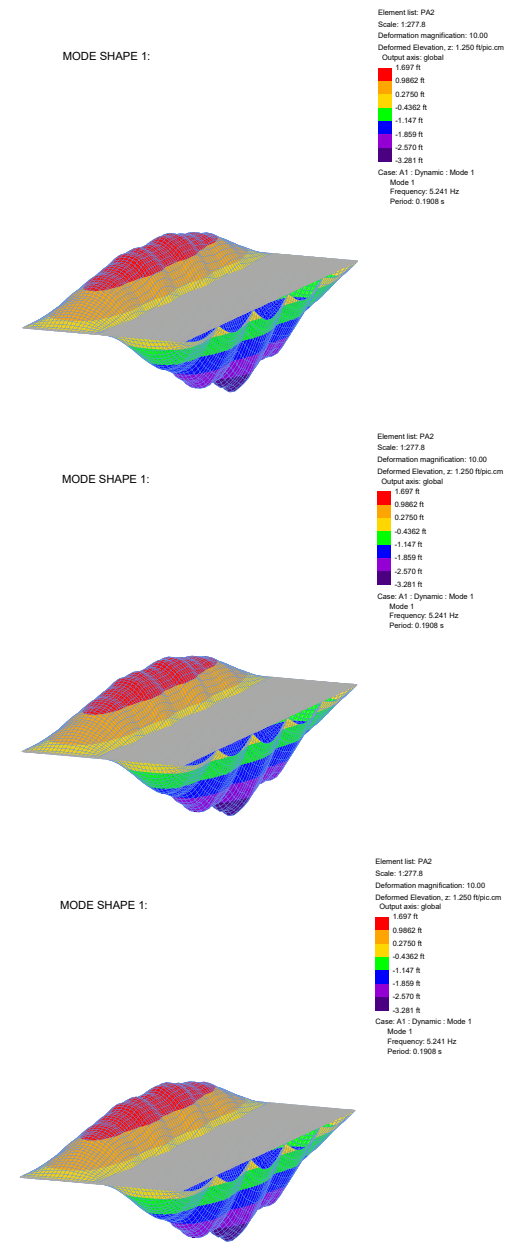 Element list: PA2
Scale: 1:277.8
Deformation magnification: 10.00
Deformed Elevation, z: 1.250 ft/pic.cm
Output axis: global
MODE SHAPE 1:
1.697 ft
0.9862 ft
0.2750 ft
-0.4362 ft
-1.147 ft
-1.859 ft
-2.570 ft
-3.281 ft
Case: A1 : Dynamic : Mode 1
Mode 1
Frequency: 5.241 Hz
Period: 0.1908 s
Element list: PA2
Scale: 1:277.8
Deformation magnification: 10.00
Deformed Elevation, z: 1.250 ft/pic.cm
Output axis: global
MODE SHAPE 1:
1.697 ft
0.9862 ft
0.2750 ft
-0.4362 ft
-1.147 ft
-1.859 ft
-2.570 ft
-3.281 ft
Case: A1 : Dynamic : Mode 1
Mode 1
Frequency: 5.241 Hz
Period: 0.1908 s
Element list: PA2
Scale: 1:277.8
Deformation magnification: 10.00
Deformed Elevation, z: 1.250 ft/pic.cm
Output axis: global
MODE SHAPE 1:
1.697 ft
0.9862 ft
0.2750 ft
-0.4362 ft
-1.147 ft
-1.859 ft
-2.570 ft
-3.281 ft
Case: A1 : Dynamic : Mode 1
Mode 1
Frequency: 5.241 Hz
Period: 0.1908 s